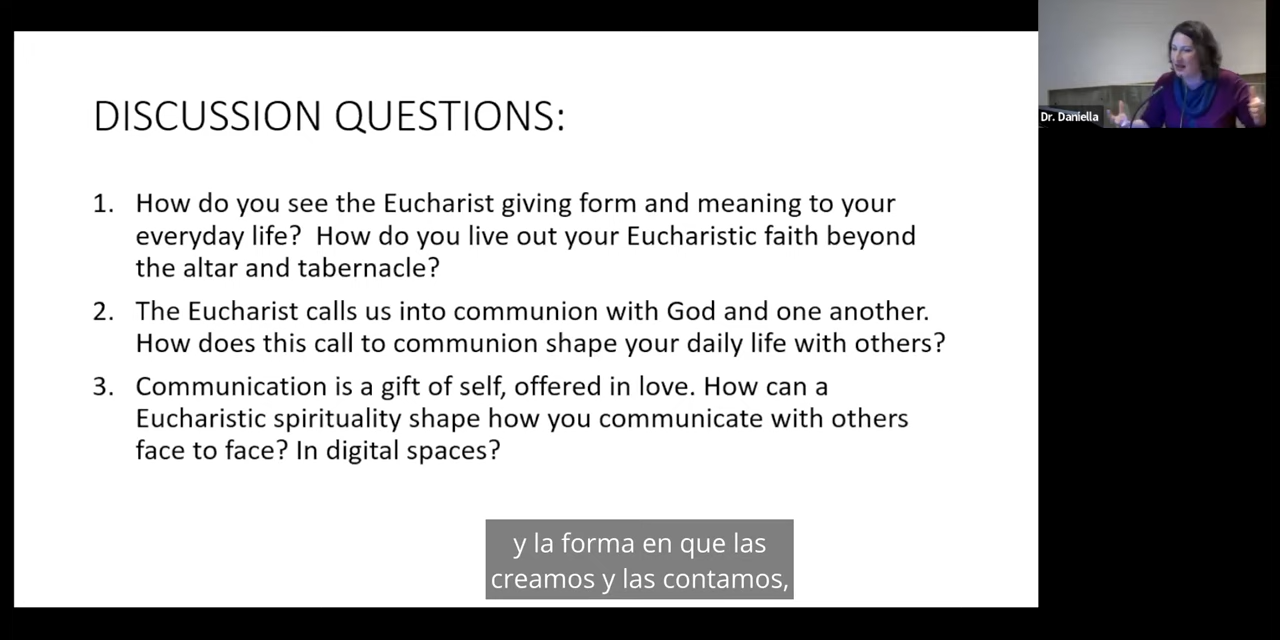 DISCUSSION QUESTIONS:
1. How do you see the Eucharist giving form and meaning to your
everyday life?  How do you live out your Eucharistic faith beyond
the altar and tabernacle?
2. The Eucharist calls us into communion with God and one another.
How does this call to communion shape your daily life with others?
3. Communication is a gift of self, offered in love. How can a
Eucharistic spirituality shape how you communicate with others
face to face? In digital spaces?
Dr. Daniella
y la forma en que las
creamos y las contamos,